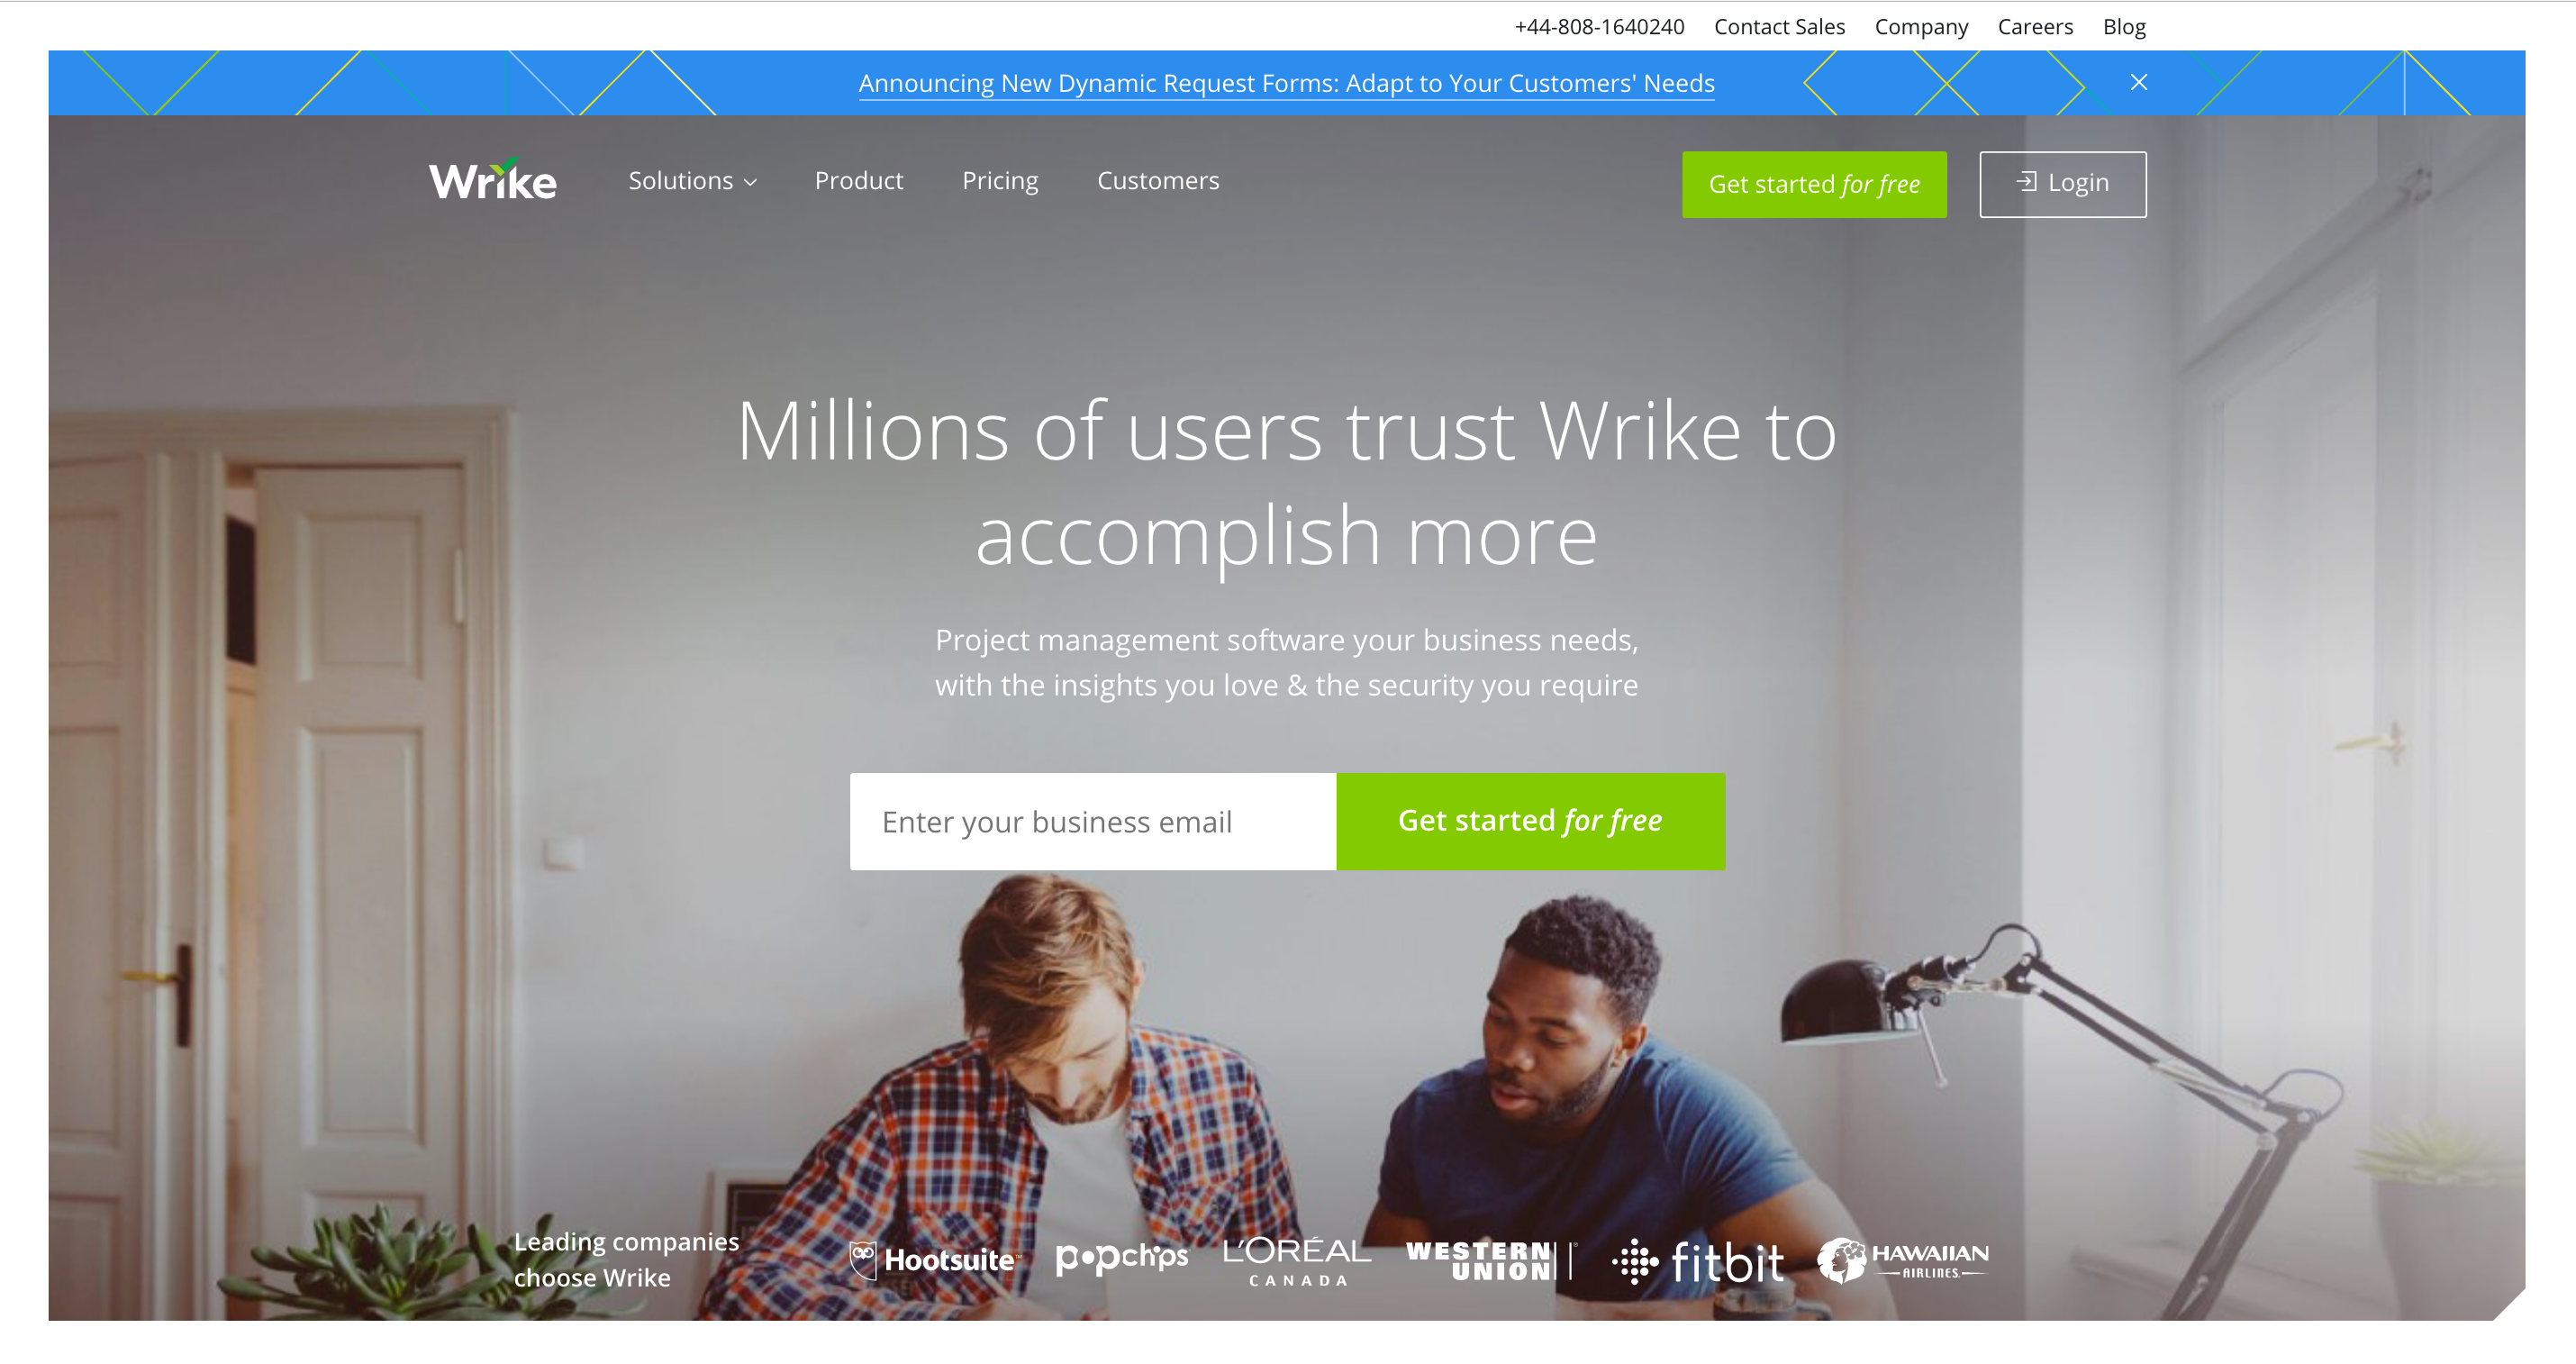 +44-808-1640240 Contact Sales Company Careers Blog
Announcing New Dynamic Request Forms: Adapt to Your Customers' Needs
Wrike Solutions Product Pricing Customers Get started for free Login
Millions of users trust Wrike to
accomplish more
Project management software your business needs,
with the insights you love & the security you require
Enter your business email Get started for free
Leading companies
choose Wrike
Hootsuite™ popchips L'ORÉAL CANADA WESTERN UNION® fitbit HAWAIIAN AIRLINES.